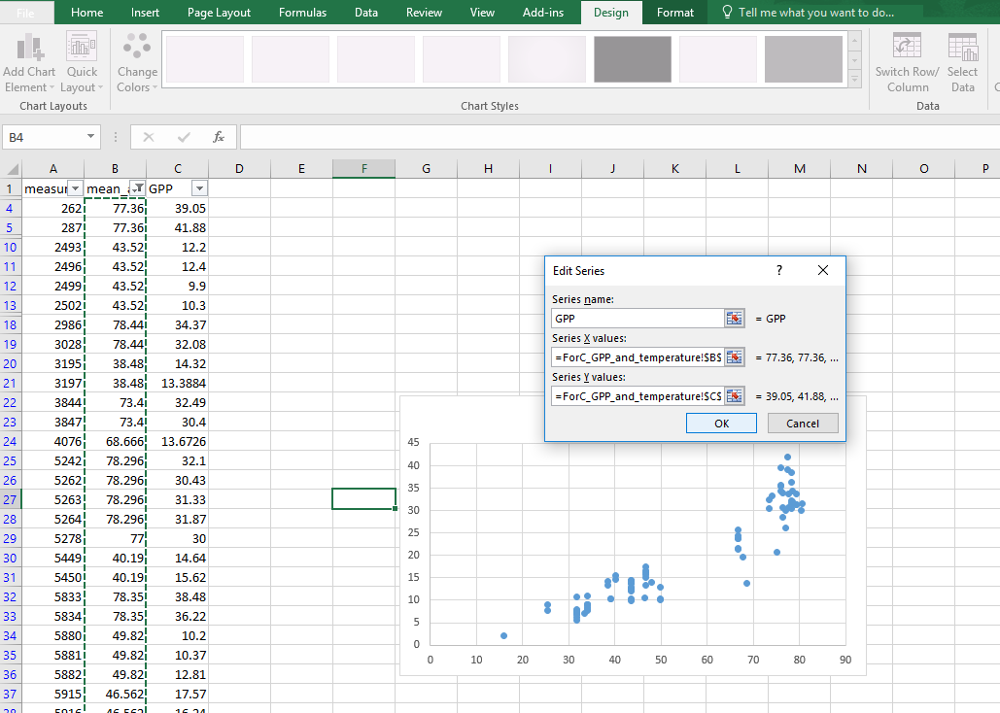 File Home Insert Page Layout Formulas Data Review View Add-ins Design Format Tell me what you want to do...
Add Chart Element Quick Layout Change Colors Switch Row/ Column Select Data
Chart Layouts Chart Styles Data
B4 fx
A B C D E F G H I J K L M N O P
1 measur mean_ GPP
4 262 77.36 39.05
5 287 77.36 41.88
10 2493 43.52 12.2
11 2496 43.52 12.4
12 2499 43.52 9.9
13 2502 43.52 10.3
18 2986 78.44 34.37
19 3028 78.44 32.08
20 3195 38.48 14.32
21 3197 38.48 13.3884
22 3844 73.4 32.49
23 3847 73.4 30.4
24 4076 68.666 13.6726
25 5242 78.296 32.1
26 5262 78.296 30.43
27 5263 78.296 31.33
28 5264 78.296 31.87
29 5278 77 30
30 5449 40.19 14.64
31 5450 40.19 15.62
32 5833 78.35 38.48
33 5834 78.35 36.22
34 5880 49.82 10.2
35 5881 49.82 10.37
36 5882 49.82 12.81
37 5915 46.562 17.57
38 5916 46.562 16.24
Edit Series ?
Series name:
GPP = GPP
Series X values:
=ForC_GPP_and_temperature!$B$ = 77.36, 77.36, ...
Series Y values:
=ForC_GPP_and_temperature!$C$ = 39.05, 41.88, ...
OK Cancel
45
40
35
30
25
20
15
10
5
0
0 10 20 30 40 50 60 70 80 90